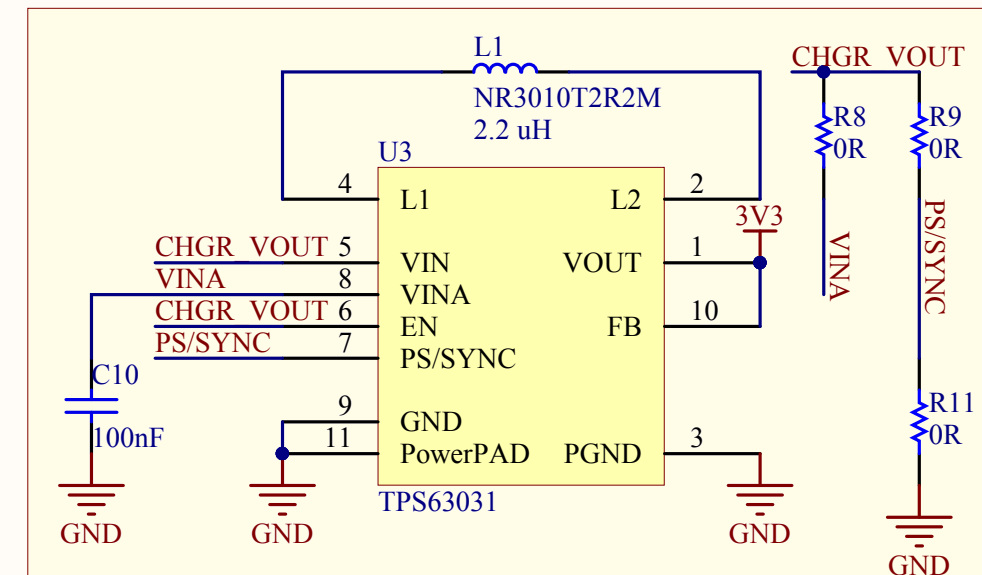 L1
NR3010T2R2M
2.2 uH
CHGR_VOUT
R8
0R
R9
0R
U3
4
L1
L2
2
3V3
CHGR_VOUT
5
VIN
VOUT
1
VINA
8
VINA
CHGR_VOUT
6
EN
FB
10
PS/SYNC
7
PS/SYNC
VINA
PS/SYNC
C10
100nF
9
GND
11
PowerPAD
PGND
3
R11
0R
TPS63031
GND
GND
GND
GND